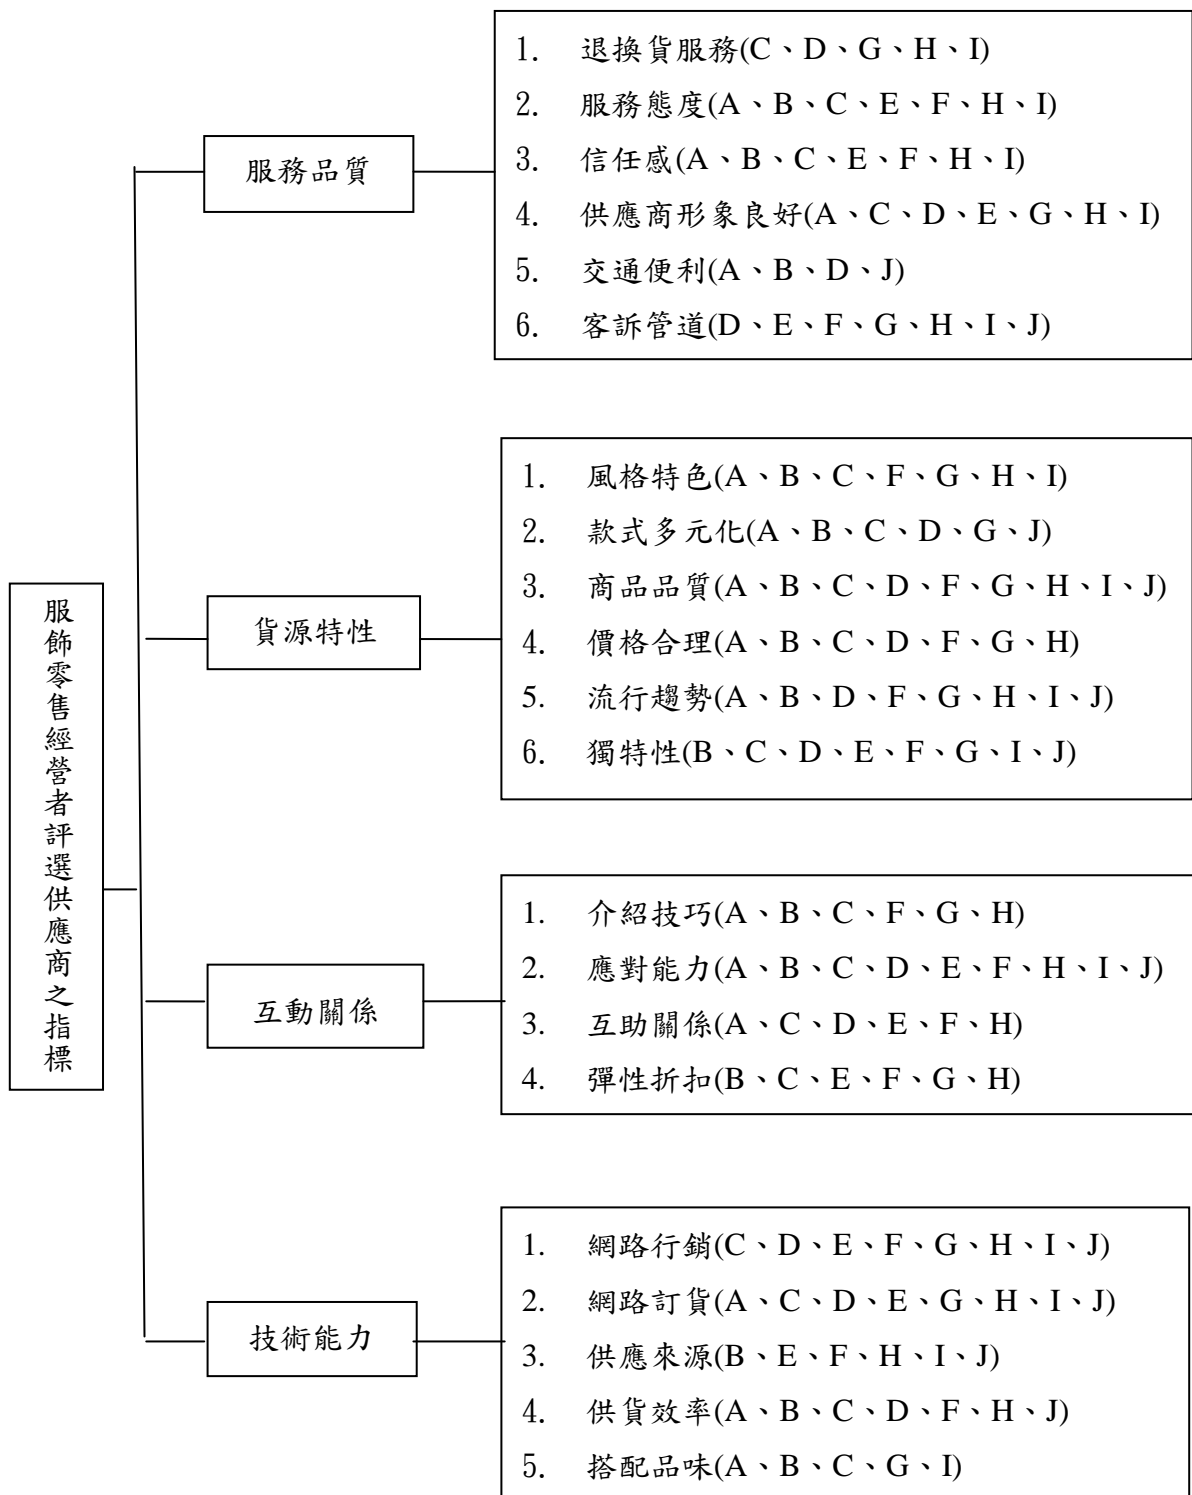 服飾零售經營者評選供應商之指標
服務品質
1. 退換貨服務(C、D、G、H、I)
2. 服務態度(A、B、C、E、F、H、I)
3. 信任感(A、B、C、E、F、H、I)
4. 供應商形象良好(A、C、D、E、G、H、I)
5. 交通便利(A、B、D、J)
6. 客訴管道(D、E、F、G、H、I、J)
貨源特性
1. 風格特色(A、B、C、F、G、H、I)
2. 款式多元化(A、B、C、D、G、J)
3. 商品品質(A、B、C、D、F、G、H、I、J)
4. 價格合理(A、B、C、D、F、G、H)
5. 流行趨勢(A、B、D、F、G、H、I、J)
6. 獨特性(B、C、D、E、F、G、I、J)
互動關係
1. 介紹技巧(A、B、C、F、G、H)
2. 應對能力(A、B、C、D、E、F、H、I、J)
3. 互助關係(A、C、D、E、F、H)
4. 彈性折扣(B、C、E、F、G、H)
技術能力
1. 網路行銷(C、D、E、F、G、H、I、J)
2. 網路訂貨(A、C、D、E、G、H、I、J)
3. 供應來源(B、E、F、H、I、J)
4. 供貨效率(A、B、C、D、F、H、J)
5. 搭配品味(A、B、C、G、I)